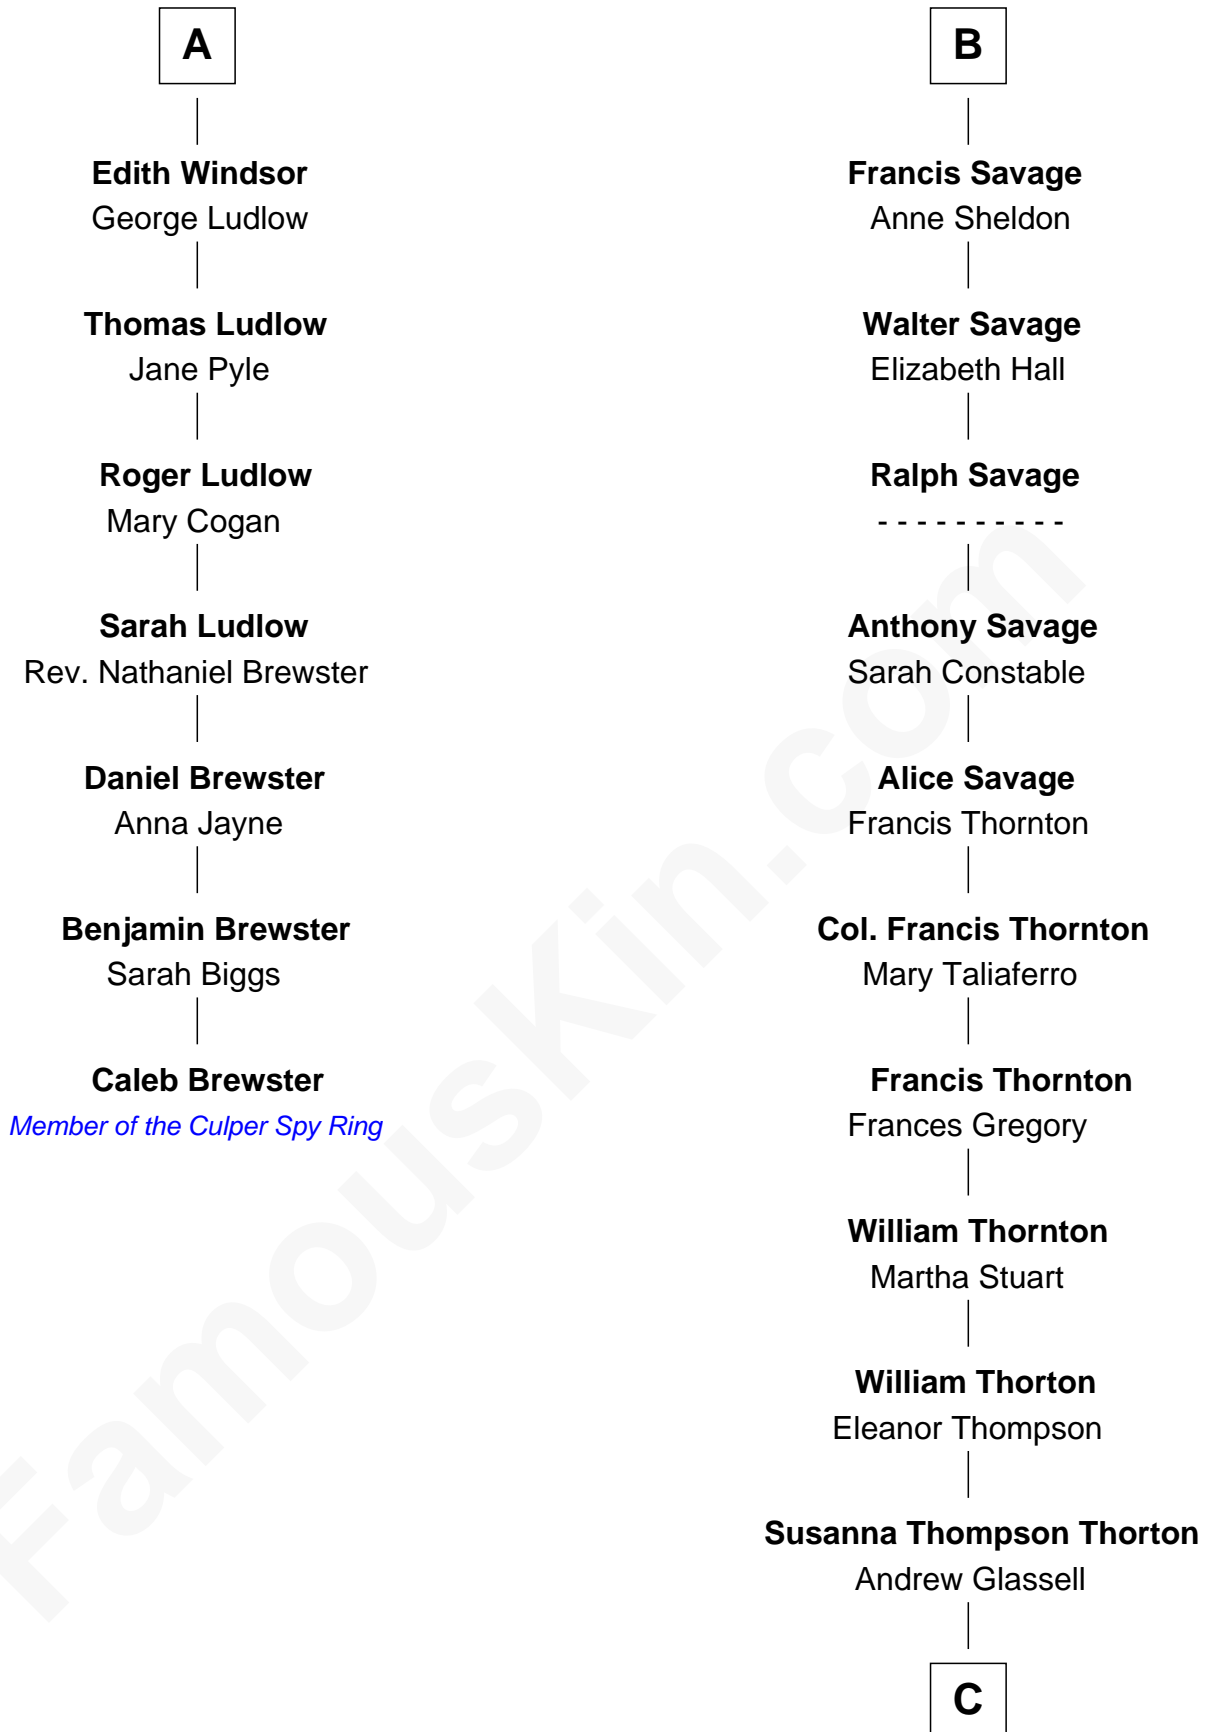 A
Edith Windsor
George Ludlow
Thomas Ludlow
Jane Pyle
Roger Ludlow
Mary Cogan
Sarah Ludlow
Rev. Nathaniel Brewster
Daniel Brewster
Anna Jayne
Benjamin Brewster
Sarah Biggs
Caleb Brewster
Member of the Culper Spy Ring
B
Francis Savage
Anne Sheldon
Walter Savage
Elizabeth Hall
Ralph Savage
- - - - - - - - - -
Anthony Savage
Sarah Constable
Alice Savage
Francis Thornton
Col. Francis Thornton
Mary Taliaferro
Francis Thornton
Frances Gregory
William Thornton
Martha Stuart
William Thorton
Eleanor Thompson
Susanna Thompson Thorton
Andrew Glassell
C
FamousKin.com